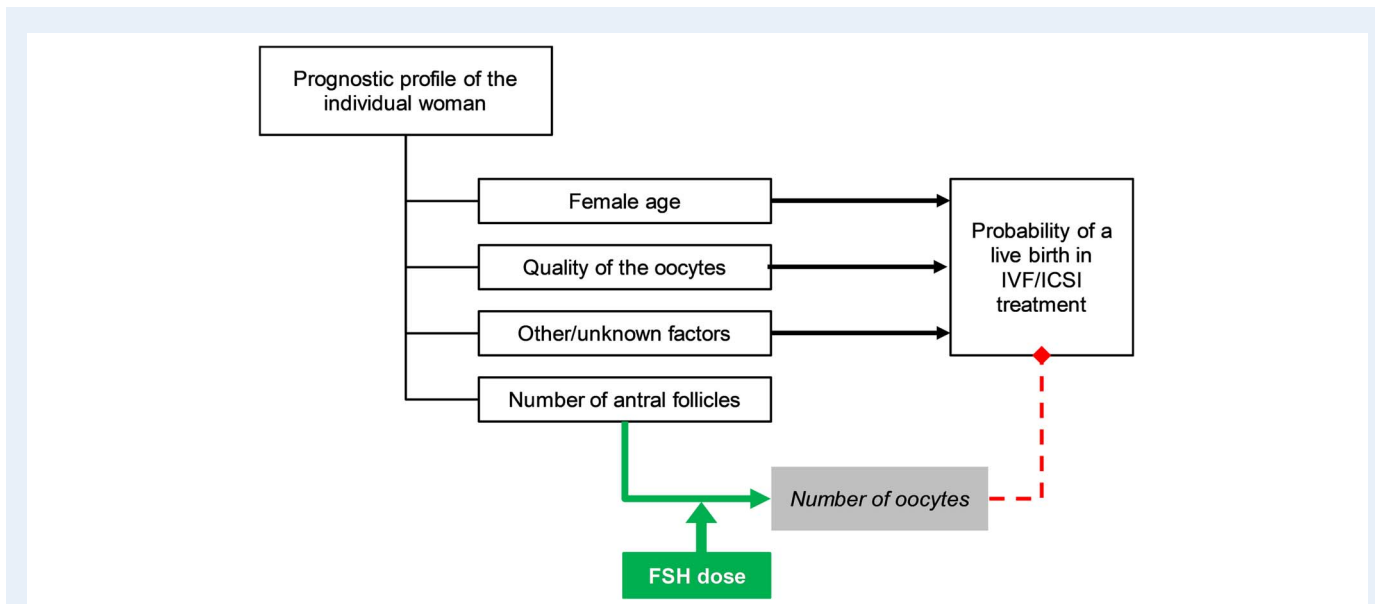 Prognostic profile of the
individual woman
Female age
Quality of the oocytes
Other/unknown factors
Number of antral follicles
Probability of a
live birth in
IVF/ICSI
treatment
Number of oocytes
FSH dose